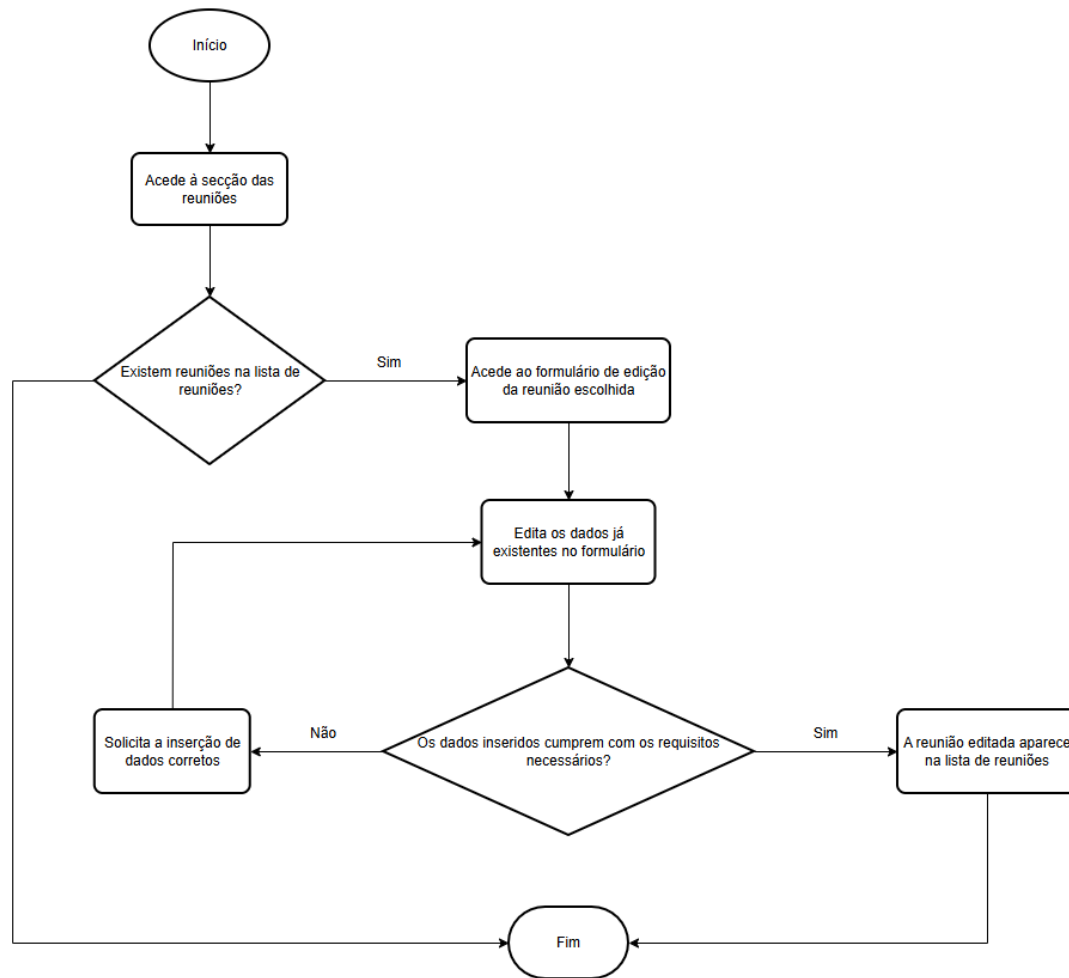 Início
Acede à secção das
reuniões
Existem reuniões na lista de
reuniões?
Sim
Acede ao formulário de edição
da reunião escolhida
Edita os dados já
existentes no formulário
Os dados inseridos cumprem com os requisitos
necessários?
Não
Solicita a inserção de
dados corretos
Sim
A reunião editada aparece
na lista de reuniões
Fim